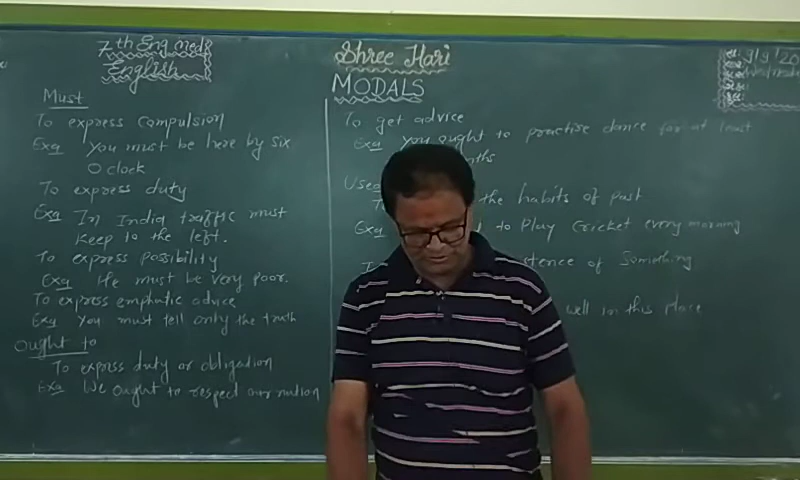 7th Eng med
English
Shree Hari
MODALS
Must
To express compulsion
Exa You must be here by six
O clock
To express duty
Exa In India traffic must
keep to the left.
To express possibility
Exa He must be very poor.
To express emphatic advice
Exa You must tell only the truth
Ought to
To express duty or obligation
Exa We ought to respect our nation
To get advice
Exa you ought to practise dance for at least
the habits of past
Exa to Play Cricket every morning
of Something
well in this place